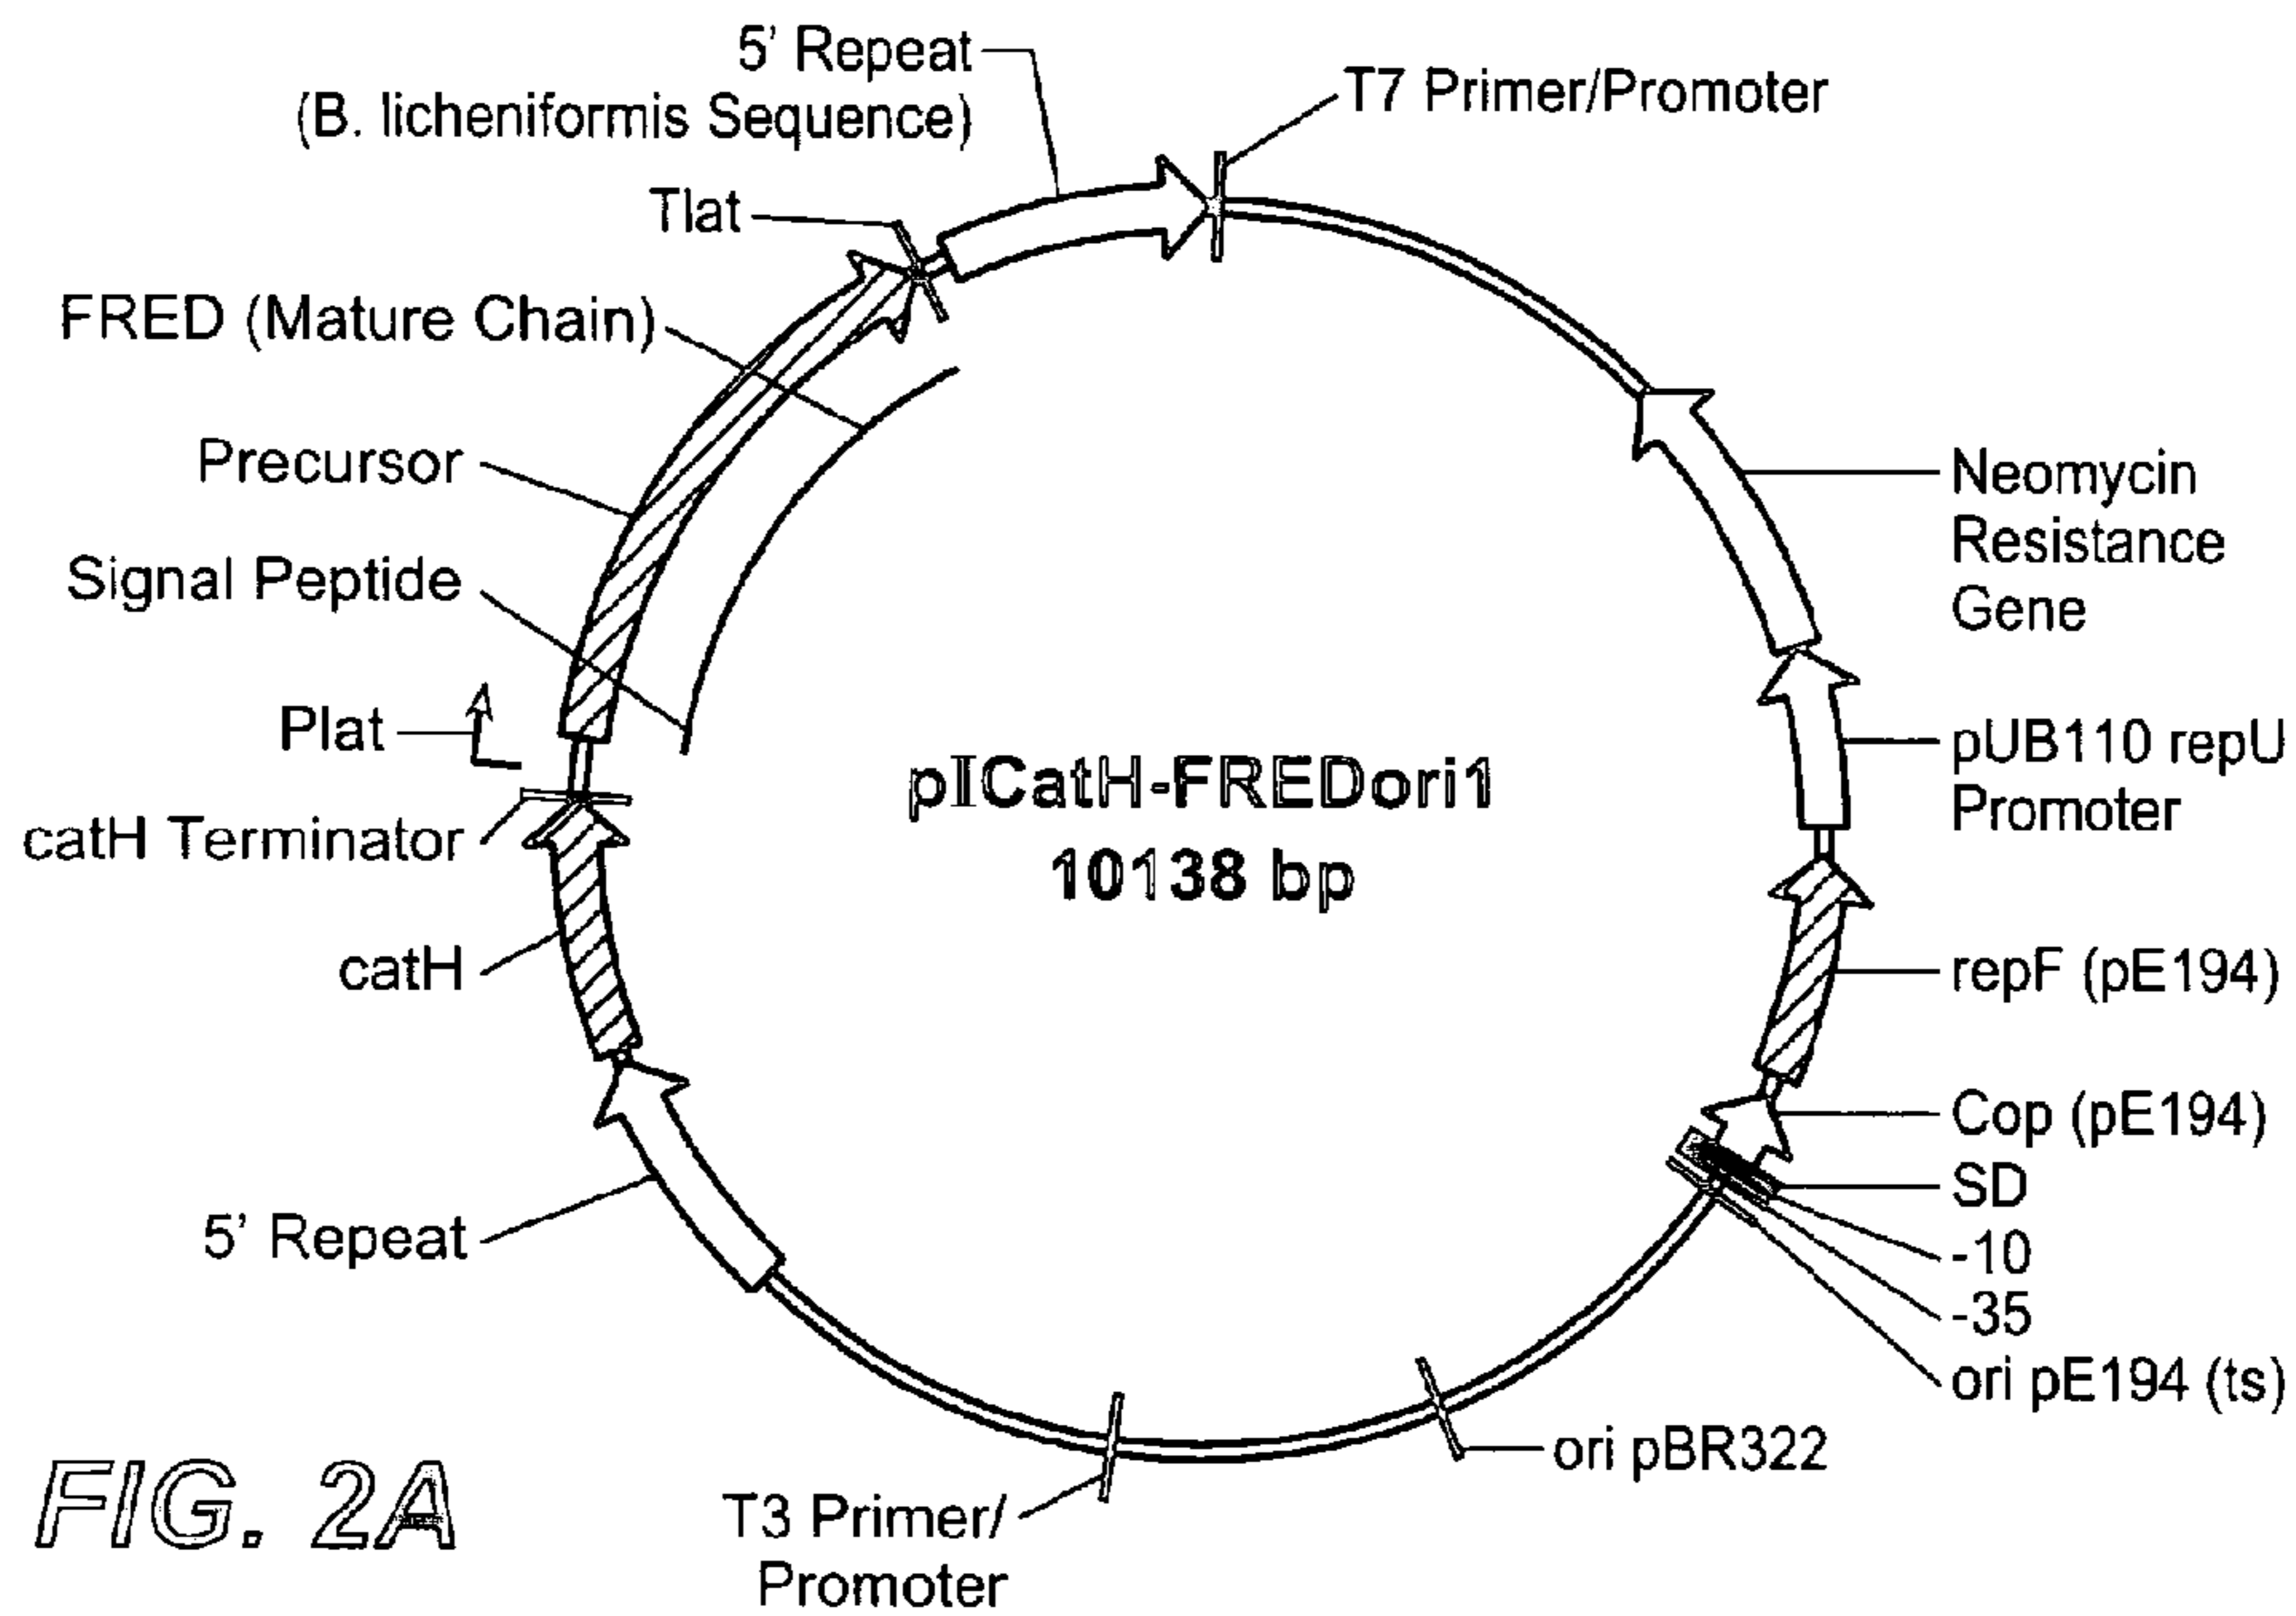 5' Repeat
(B. licheniformis Sequence)
T7 Primer/Promoter
Tlat
FRED (Mature Chain)
Precursor
Signal Peptide
Plat
catH Terminator
catH
5' Repeat
pICatH-FREDori1
10138 bp
Neomycin
Resistance
Gene
pUB110 repU
Promoter
repF (pE194)
Cop (pE194)
SD
-10
-35
ori pE194 (ts)
ori pBR322
T3 Primer/
Promoter
FIG. 2A